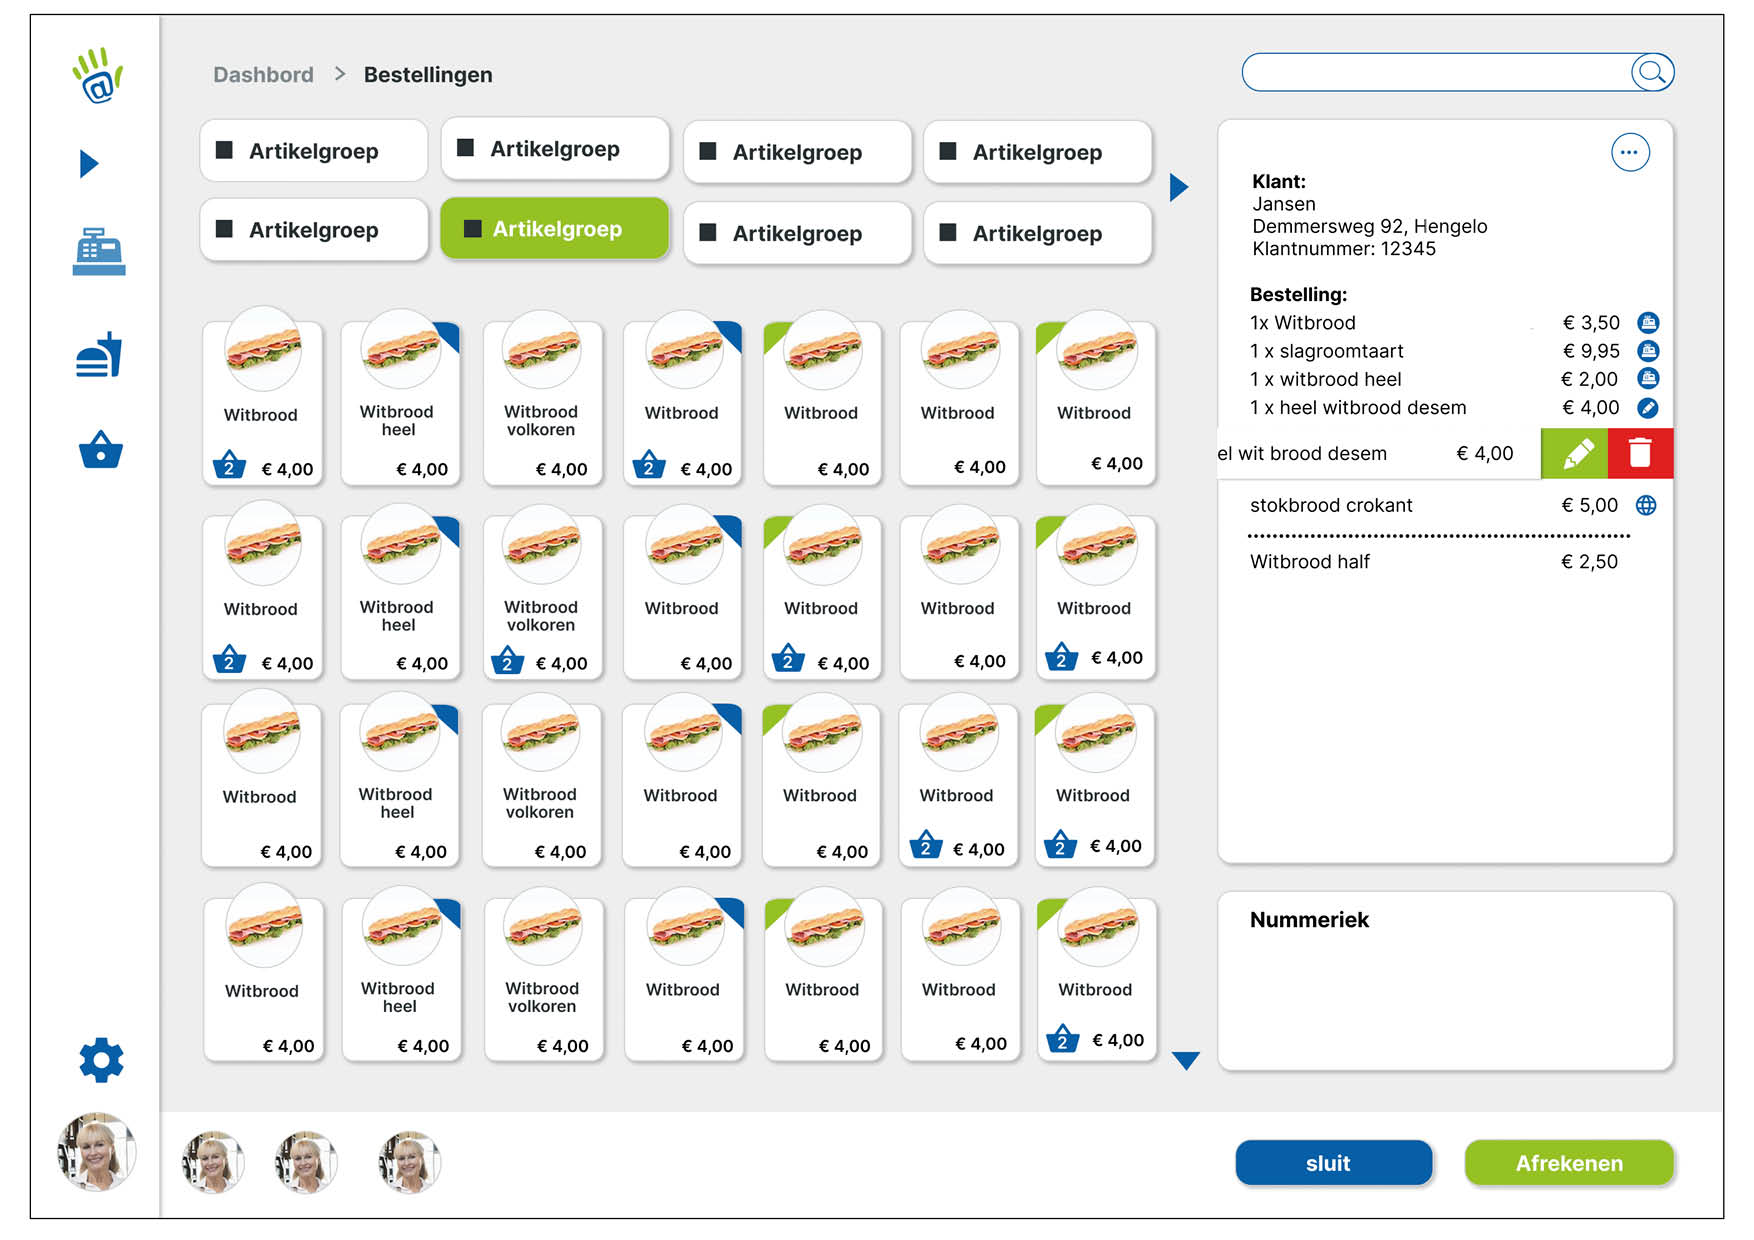 Dashbord > Bestellingen
Artikelgroep Artikelgroep Artikelgroep Artikelgroep
Artikelgroep Artikelgroep Artikelgroep Artikelgroep
Witbrood Witbrood heel Witbrood volkoren Witbrood Witbrood Witbrood Witbrood
2 € 4,00 € 4,00 € 4,00 2 € 4,00 € 4,00 € 4,00 € 4,00
Witbrood Witbrood heel Witbrood volkoren Witbrood Witbrood Witbrood Witbrood
2 € 4,00 € 4,00 2 € 4,00 € 4,00 2 € 4,00 € 4,00 2 € 4,00
Witbrood Witbrood heel Witbrood volkoren Witbrood Witbrood Witbrood Witbrood
€ 4,00 € 4,00 € 4,00 € 4,00 € 4,00 2 € 4,00 2 € 4,00
Witbrood Witbrood heel Witbrood volkoren Witbrood Witbrood Witbrood Witbrood
€ 4,00 € 4,00 € 4,00 € 4,00 € 4,00 € 4,00 2 € 4,00
Klant:
Jansen
Demmersweg 92, Hengelo
Klantnummer: 12345
Bestelling:
1x Witbrood € 3,50
1 x slagroomtaart € 9,95
1 x witbrood heel € 2,00
1 x heel witbrood desem € 4,00
el wit brood desem € 4,00
stokbrood crokant € 5,00
Witbrood half € 2,50
Nummeriek
sluit Afrekenen